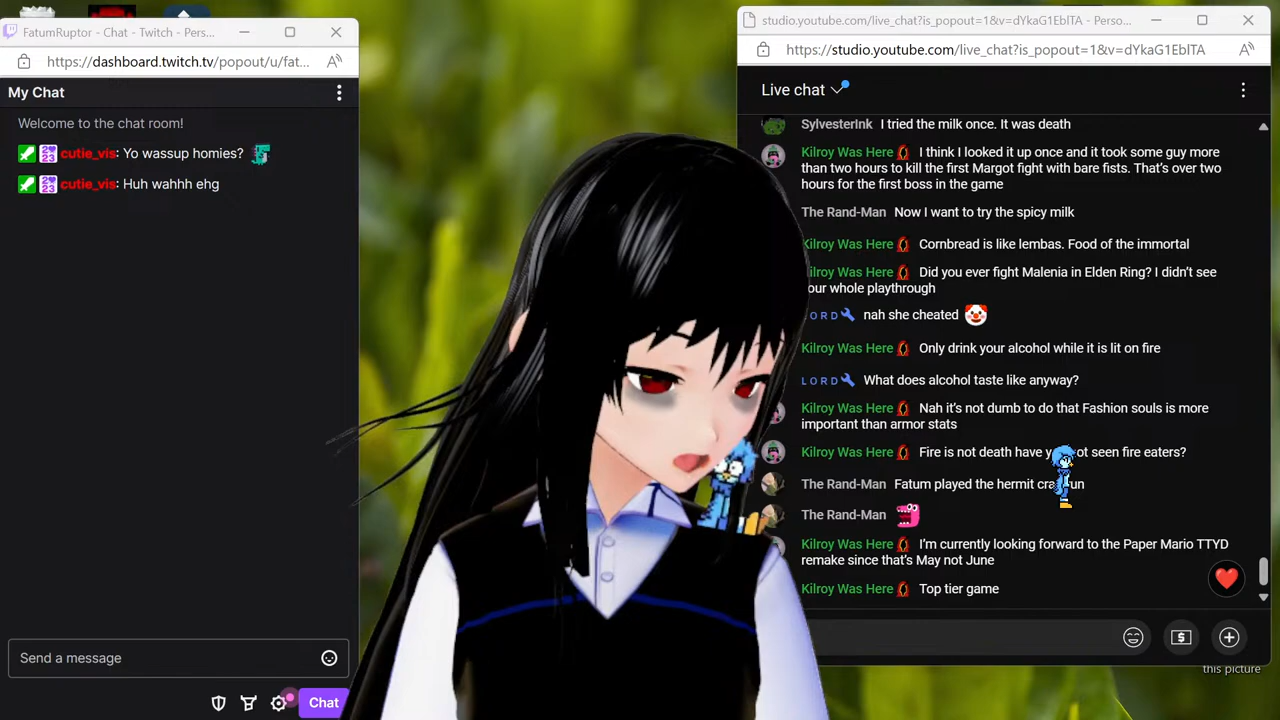 FatumRuptor - Chat - Twitch - Pers...
https://dashboard.twitch.tv/popout/u/fat...
My Chat
Welcome to the chat room!
cutie_vis: Yo wassup homies?
cutie_vis: Huh wahhh ehg
Send a message
Chat
studio.youtube.com/live_chat?is_popout=1&v=dYkaG1EblTA - Perso...
https://studio.youtube.com/live_chat?is_popout=1&v=dYkaG1EblTA
Live chat
SylvesterInk I tried the milk once. It was death
Kilroy Was Here I think I looked it up once and it took some guy more
than two hours to kill the first Margot fight with bare fists. That's over two
hours for the first boss in the game
The Rand-Man Now I want to try the spicy milk
Kilroy Was Here Cornbread is like lembas. Food of the immortal
Kilroy Was Here Did you ever fight Malenia in Elden Ring? I didn't see
your whole playthrough
L O R D nah she cheated
Kilroy Was Here Only drink your alcohol while it is lit on fire
L O R D What does alcohol taste like anyway?
Kilroy Was Here Nah it's not dumb to do that Fashion souls is more
important than armor stats
Kilroy Was Here Fire is not death have you not seen fire eaters?
The Rand-Man Fatum played the hermit
The Rand-Man
Kilroy Was Here I'm currently looking forward to the Paper Mario TTYD
remake since that's May not June
Kilroy Was Here Top tier game
this picture